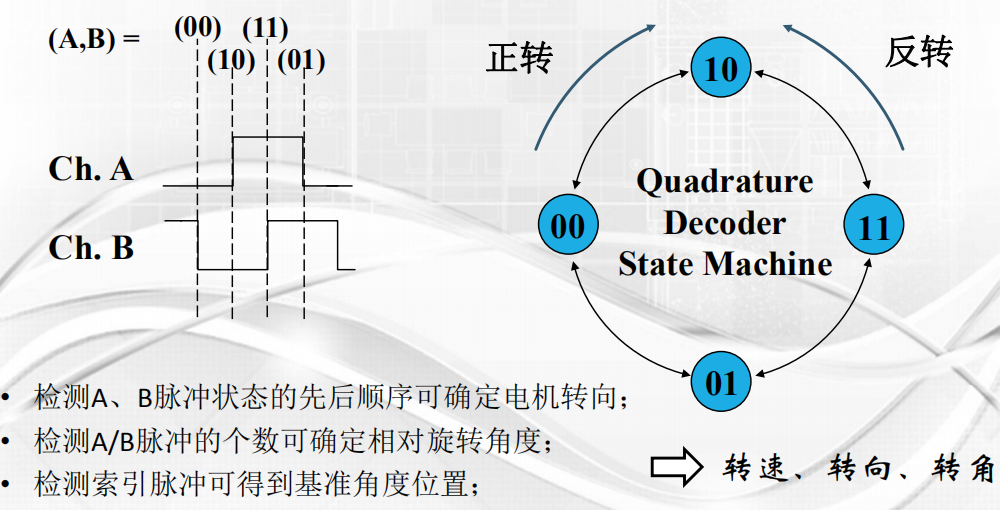 (A,B) =
(00)
(11)
(10)
(01)
Ch. A
Ch. B
正转
反转
10
00
11
01
Quadrature
Decoder
State Machine
• 检测A、B脉冲状态的先后顺序可确定电机转向；
• 检测A/B脉冲的个数可确定相对旋转角度；
• 检测索引脉冲可得到基准角度位置；
转速、转向、转角